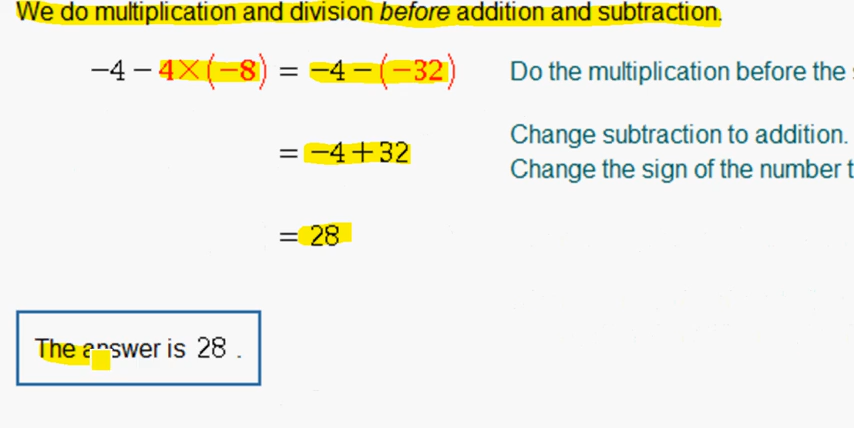 We do multiplication and division before addition and subtraction.
−4 − 4×(−8) = −4 − (−32) Do the multiplication before the
= −4+32 Change subtraction to addition.
Change the sign of the number
= 28
The answer is 28 .